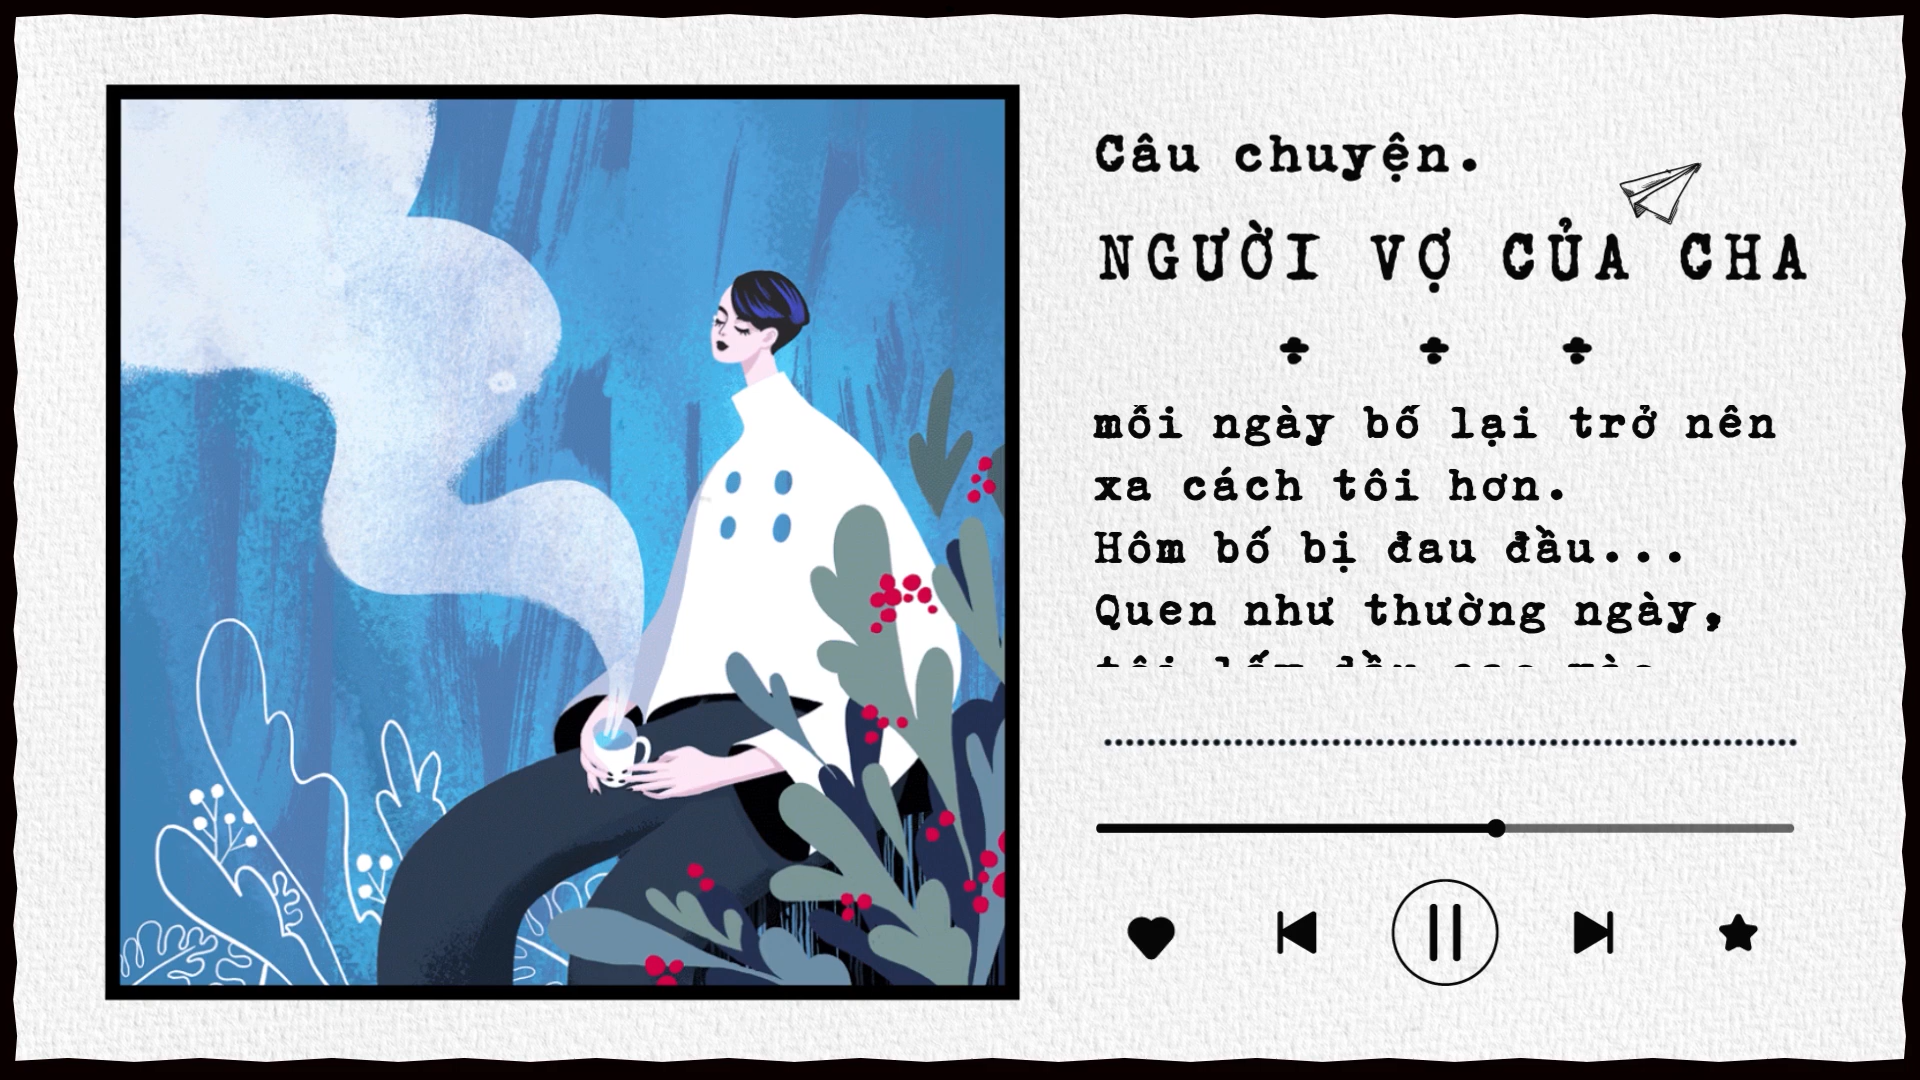 Câu chuyện.
NGƯỜI VỢ CỦA CHA
mỗi ngày bố lại trở nên
xa cách tôi hơn.
Hôm bố bị đau đầu...
Quen như thường ngày,